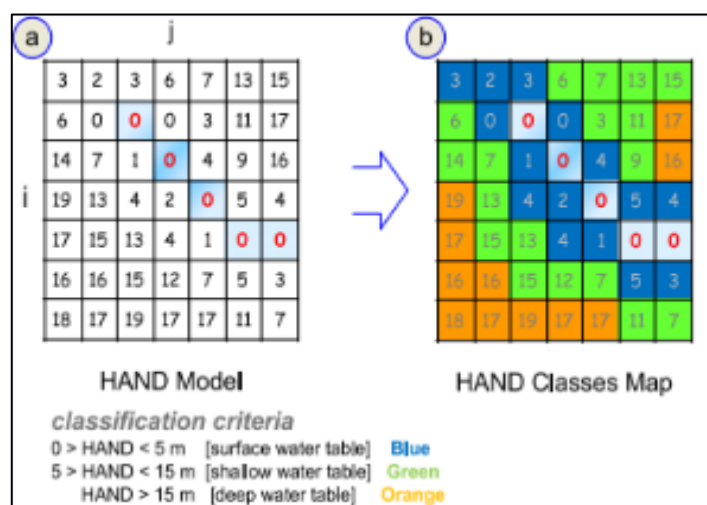 a j b
3 2 3 6 7 13 15 3 2 3 6 7 13 15
6 0 0 0 3 11 17 6 0 0 0 3 11 17
14 7 1 0 4 9 16 14 7 1 0 4 9 16
i 19 13 4 2 0 5 4 19 13 4 2 0 5 4
17 15 13 4 1 0 0 17 15 13 4 1 0 0
16 16 15 12 7 5 3 16 16 15 12 7 5 3
18 17 19 17 17 11 7 18 17 19 17 17 11 7
HAND Model HAND Classes Map
classification criteria
0 > HAND < 5 m [surface water table] Blue
5 > HAND < 15 m [shallow water table] Green
HAND > 15 m [deep water table] Orange